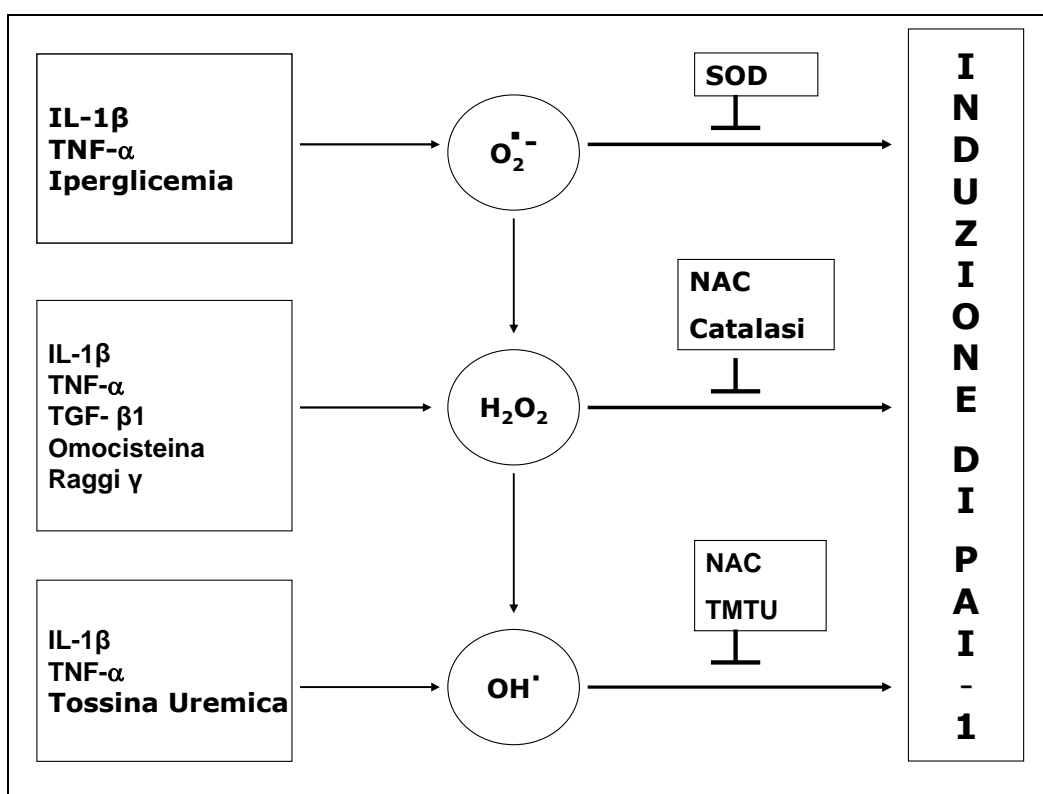 IL-1β
TNF-α
Iperglicemia
O₂▪−
SOD
IL-1β
TNF-α
TGF- β1
Omocisteina
Raggi γ
H₂O₂
NAC
Catalasi
IL-1β
TNF-α
Tossina Uremica
OH▪
NAC
TMTU
INDUZIONE DI PAI-1